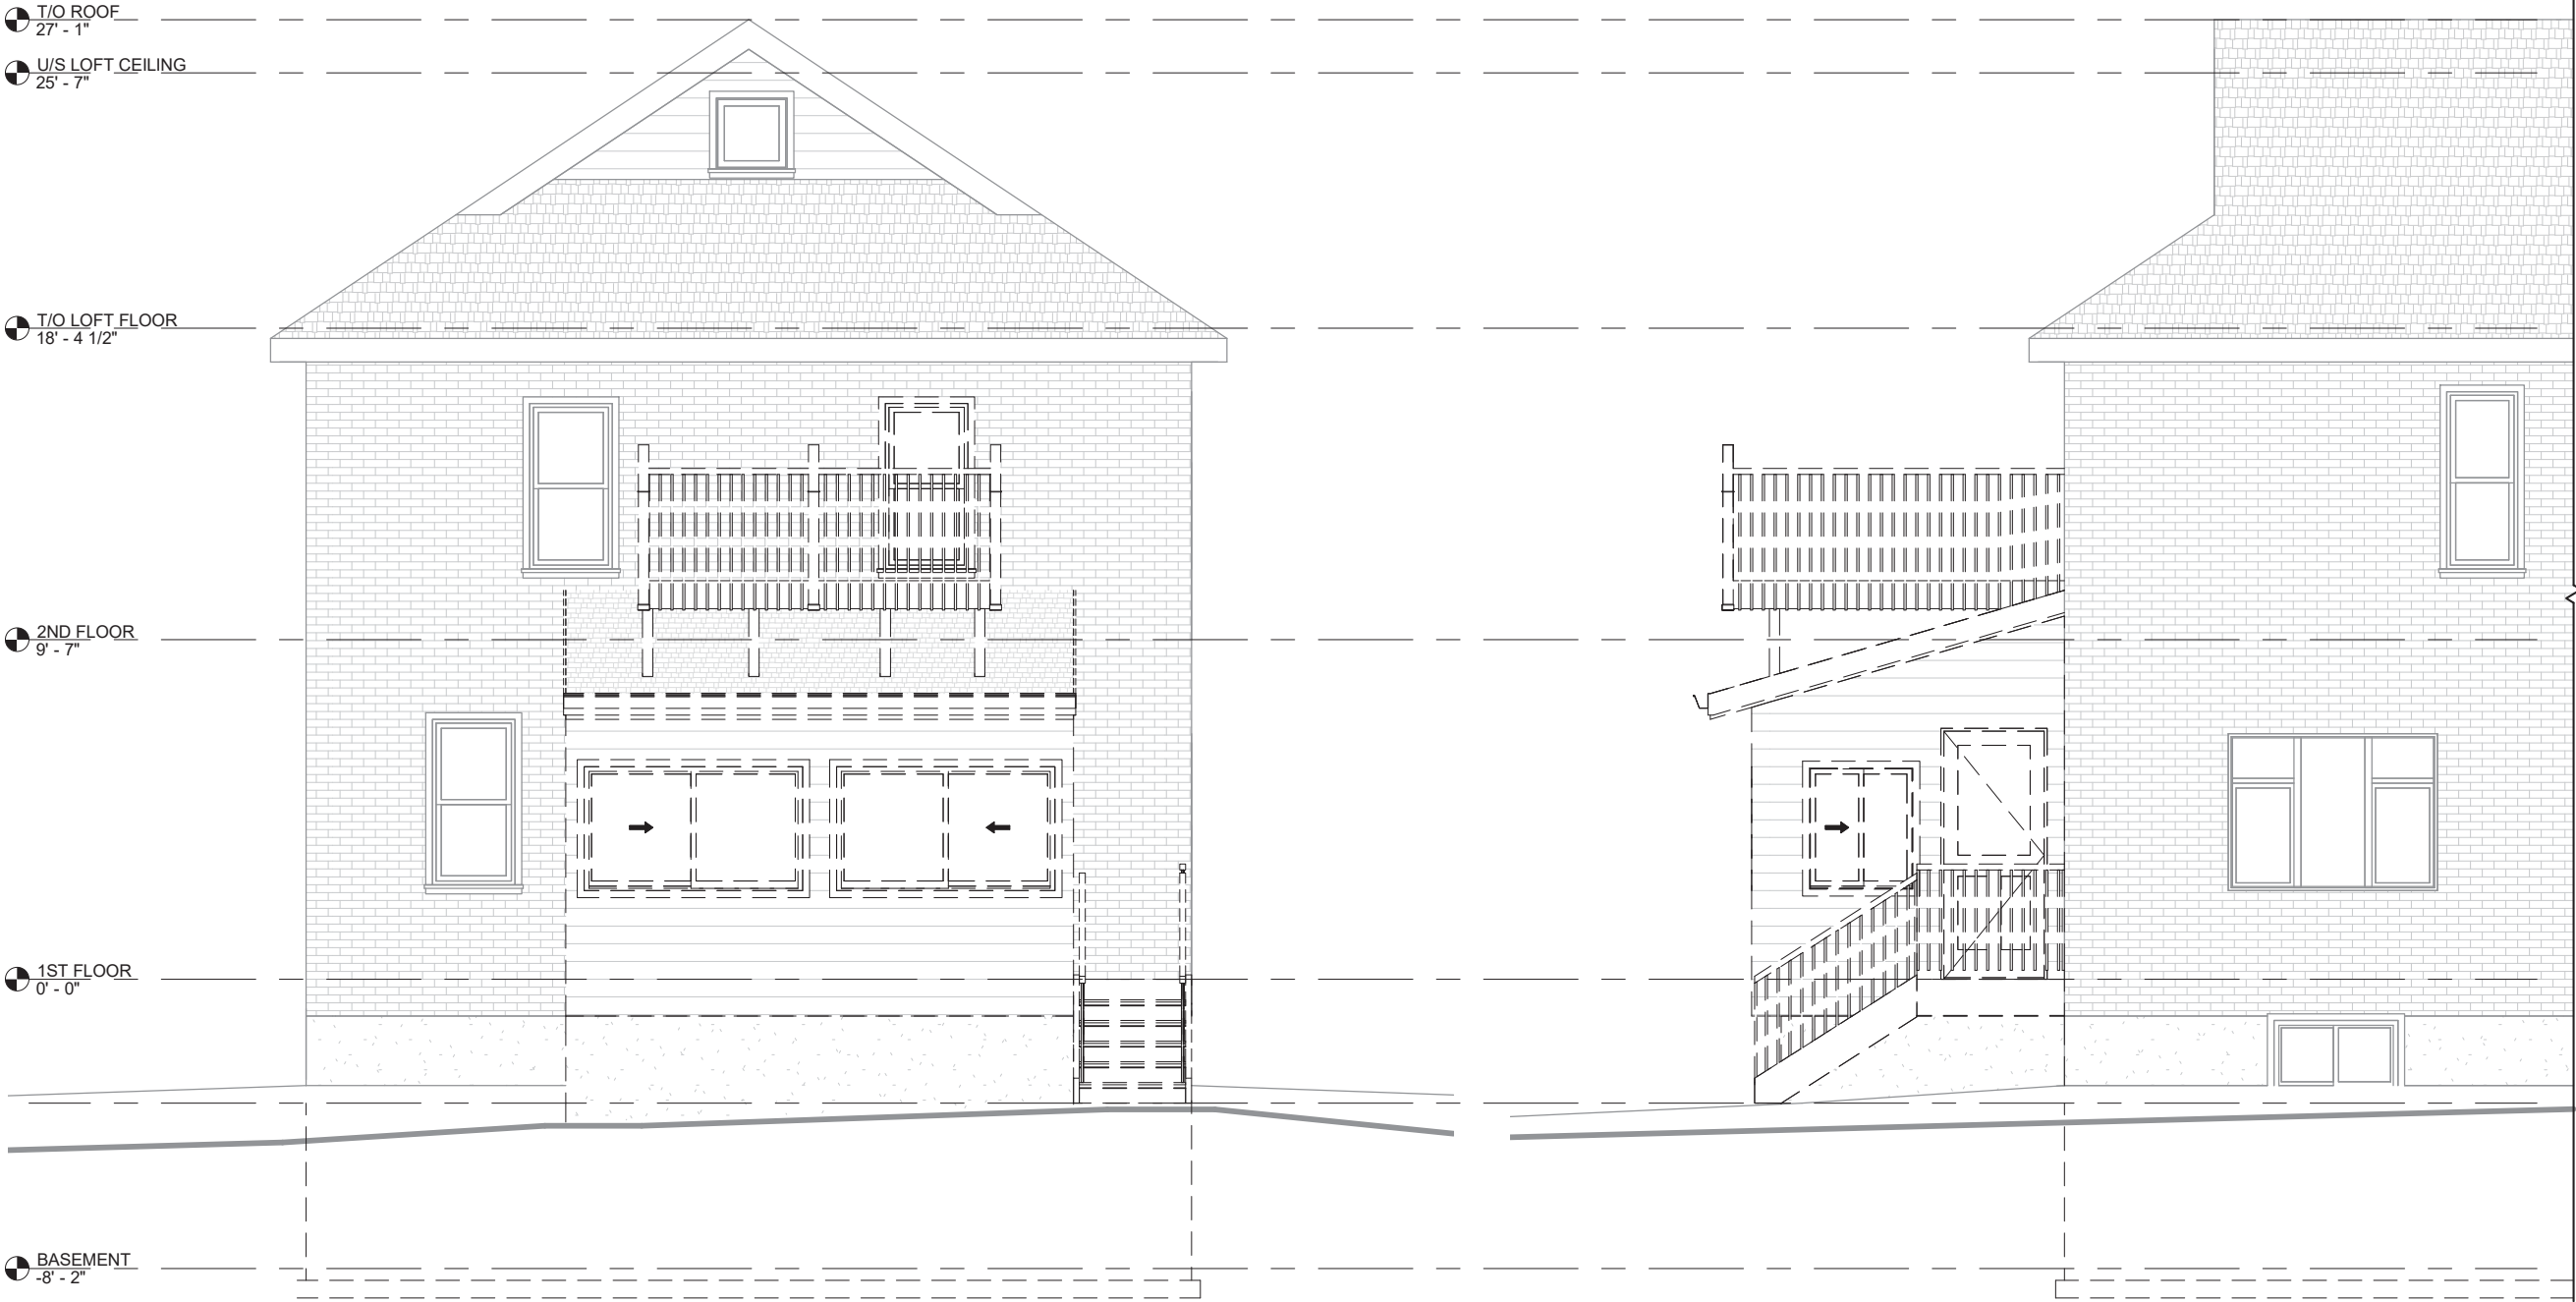 T/O ROOF
27' - 1"
U/S LOFT CEILING
25' - 7"
T/O LOFT FLOOR
18' - 4 1/2"
2ND FLOOR
9' - 7"
1ST FLOOR
0' - 0"
BASEMENT
-8' - 2"